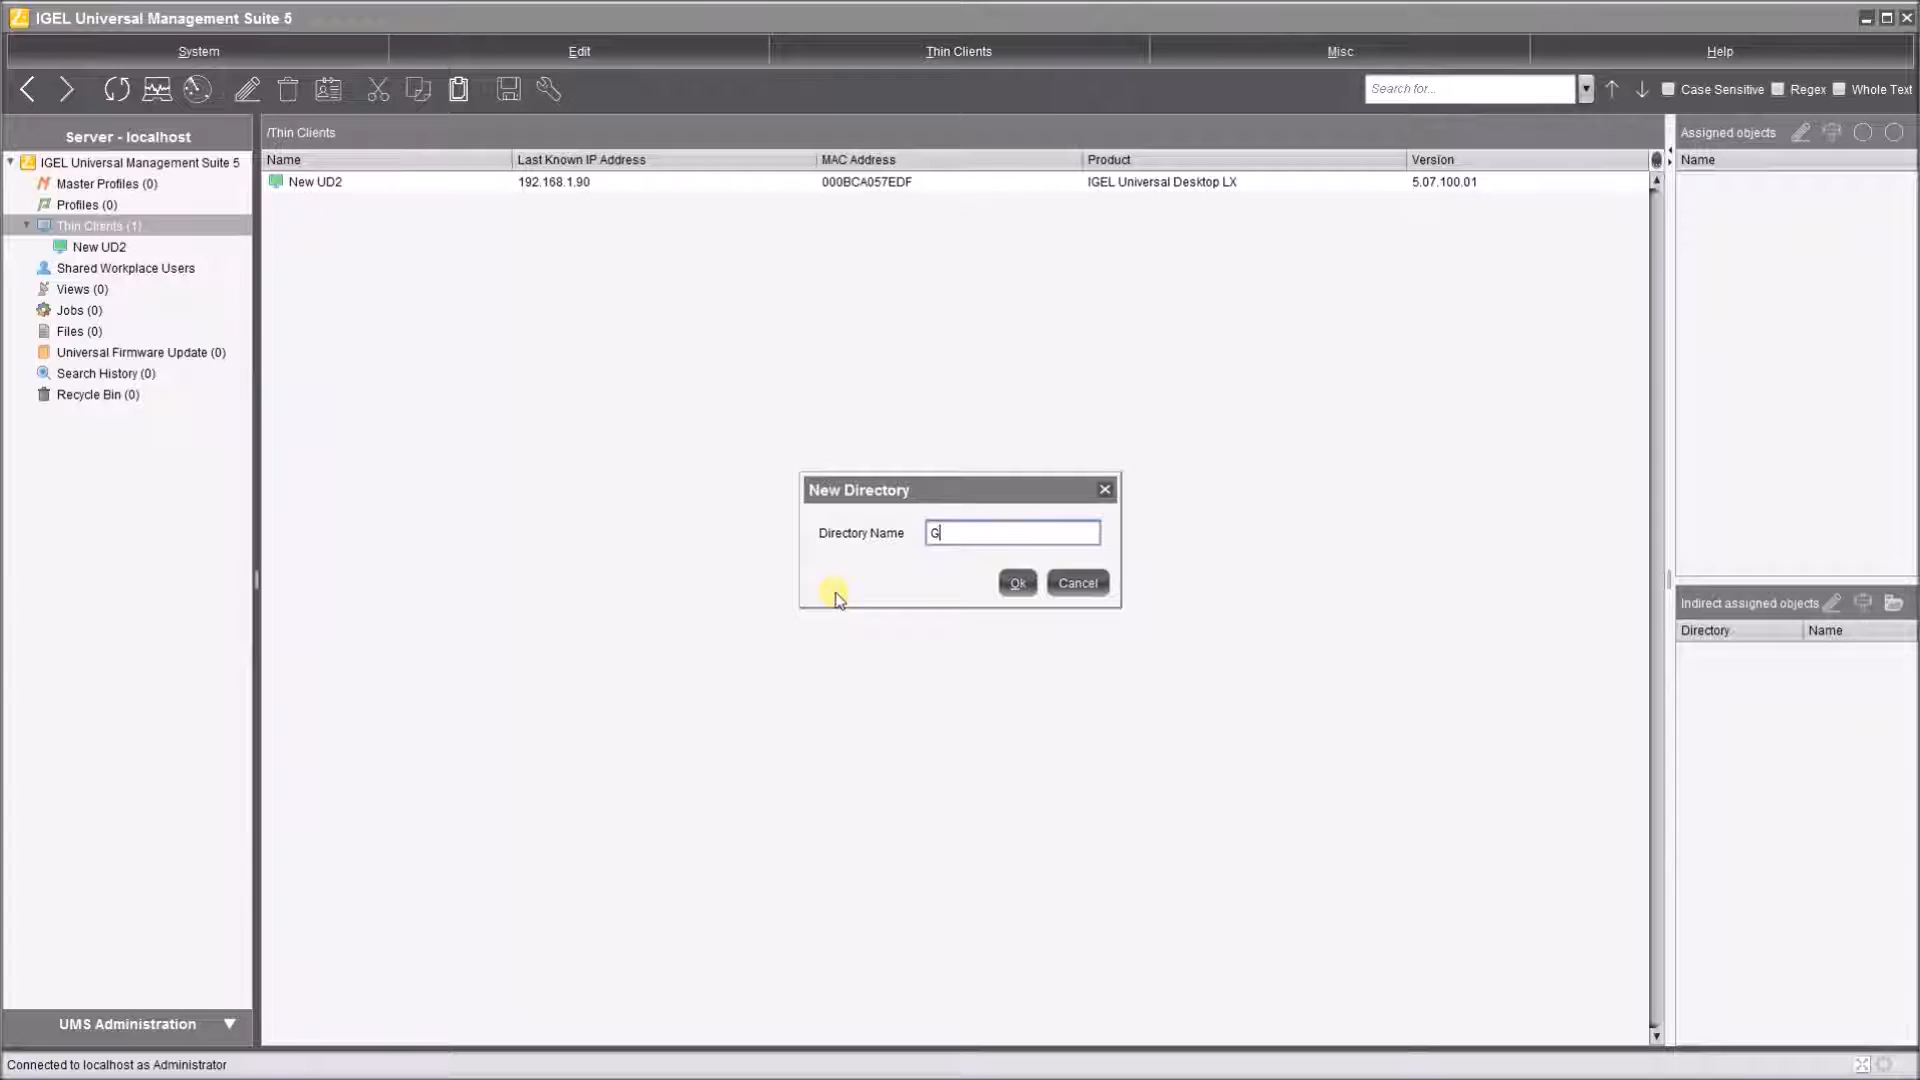 IGEL Universal Management Suite 5
System Edit Thin Clients Misc Help
Search for... Case Sensitive Regex Whole Text
Server - localhost
IGEL Universal Management Suite 5
Master Profiles (0)
Profiles (0)
Thin Clients (1)
New UD2
Shared Workplace Users
Views (0)
Jobs (0)
Files (0)
Universal Firmware Update (0)
Search History (0)
Recycle Bin (0)
UMS Administration
/Thin Clients
Name Last Known IP Address MAC Address Product Version
New UD2 192.168.1.90 000BCA057EDF IGEL Universal Desktop LX 5.07.100.01
New Directory
Directory Name G
Ok Cancel
Assigned objects
Name
Indirect assigned objects
Directory Name
Connected to localhost as Administrator